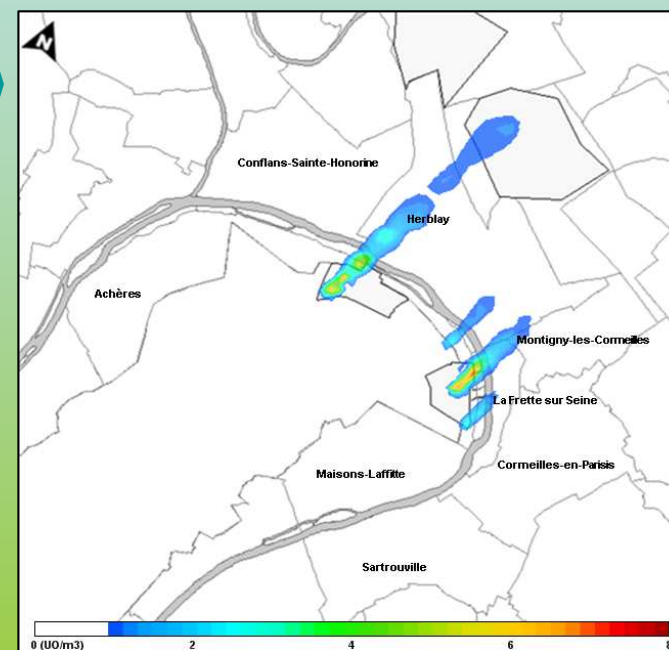 N
Conflans-Sainte-Honorine
Herblay
Achères
Montigny-les-Cormeilles
La Frette sur Seine
Cormeilles-en-Parisis
Maisons-Laffitte
Sartrouville
0 (UO/m3) 2 4 6 8